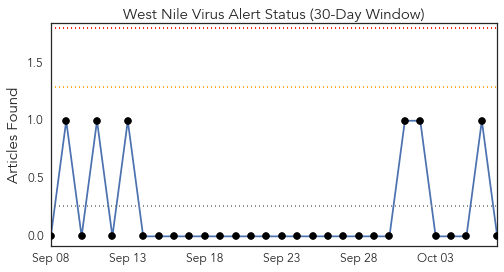 West Nile Virus Alert Status (30-Day Window)
Articles Found
1.5
1.0
0.5
0.0
Sep 08 Sep 13 Sep 18 Sep 23 Sep 28 Oct 03